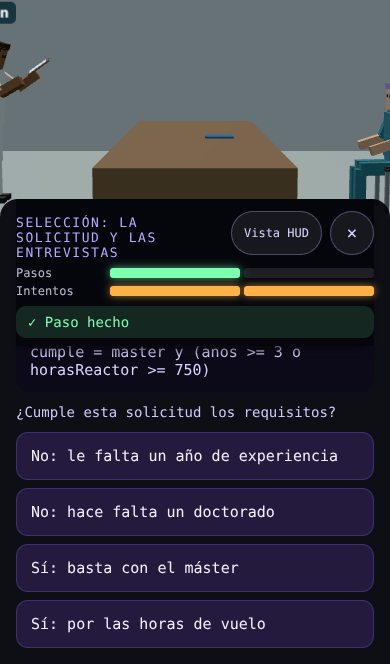 n
SELECCIÓN: LA
SOLICITUD Y LAS
ENTREVISTAS
Vista HUD
×
Pasos
Intentos
✓ Paso hecho
cumple = master y (anos >= 3 o
horasReactor >= 750)
¿Cumple esta solicitud los requisitos?
No: le falta un año de experiencia
No: hace falta un doctorado
Sí: basta con el máster
Sí: por las horas de vuelo